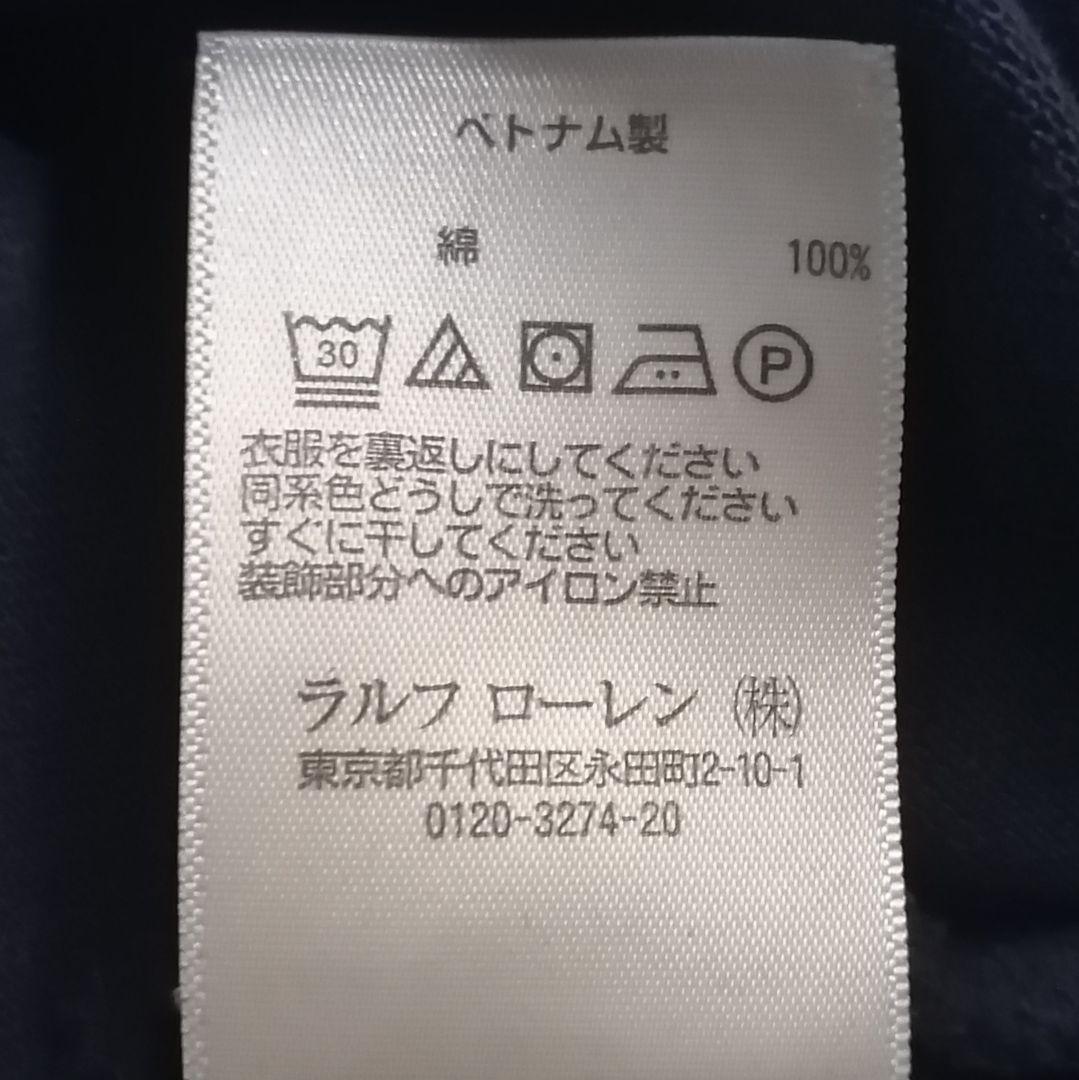 ベトナム製
綿 100%
30 P
衣服を裏返しにしてください
同系色どうしで洗ってください
すぐに干してください
装飾部分へのアイロン禁止
ラルフ ローレン (株)
東京都千代田区永田町2-10-1
0120-3274-20